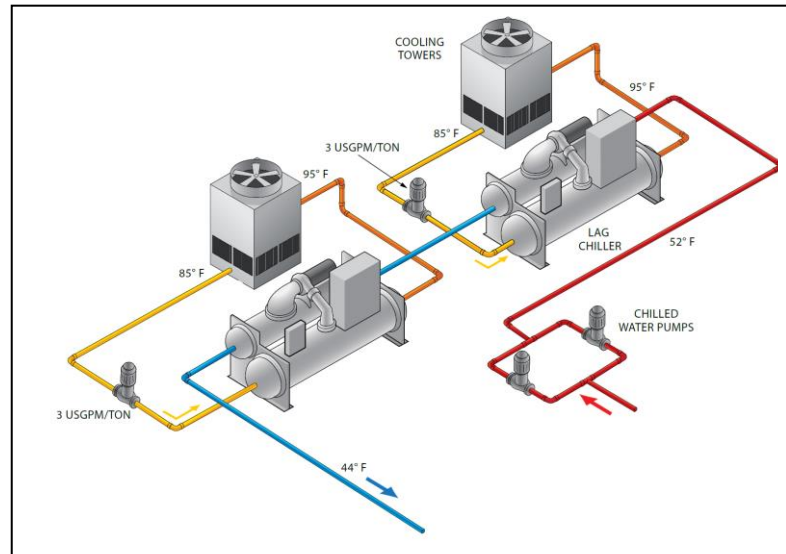 COOLING
TOWERS
95° F
85° F
3 USGPM/TON
95° F
LAG
CHILLER
52° F
85° F
CHILLED
WATER PUMPS
3 USGPM/TON
44° F